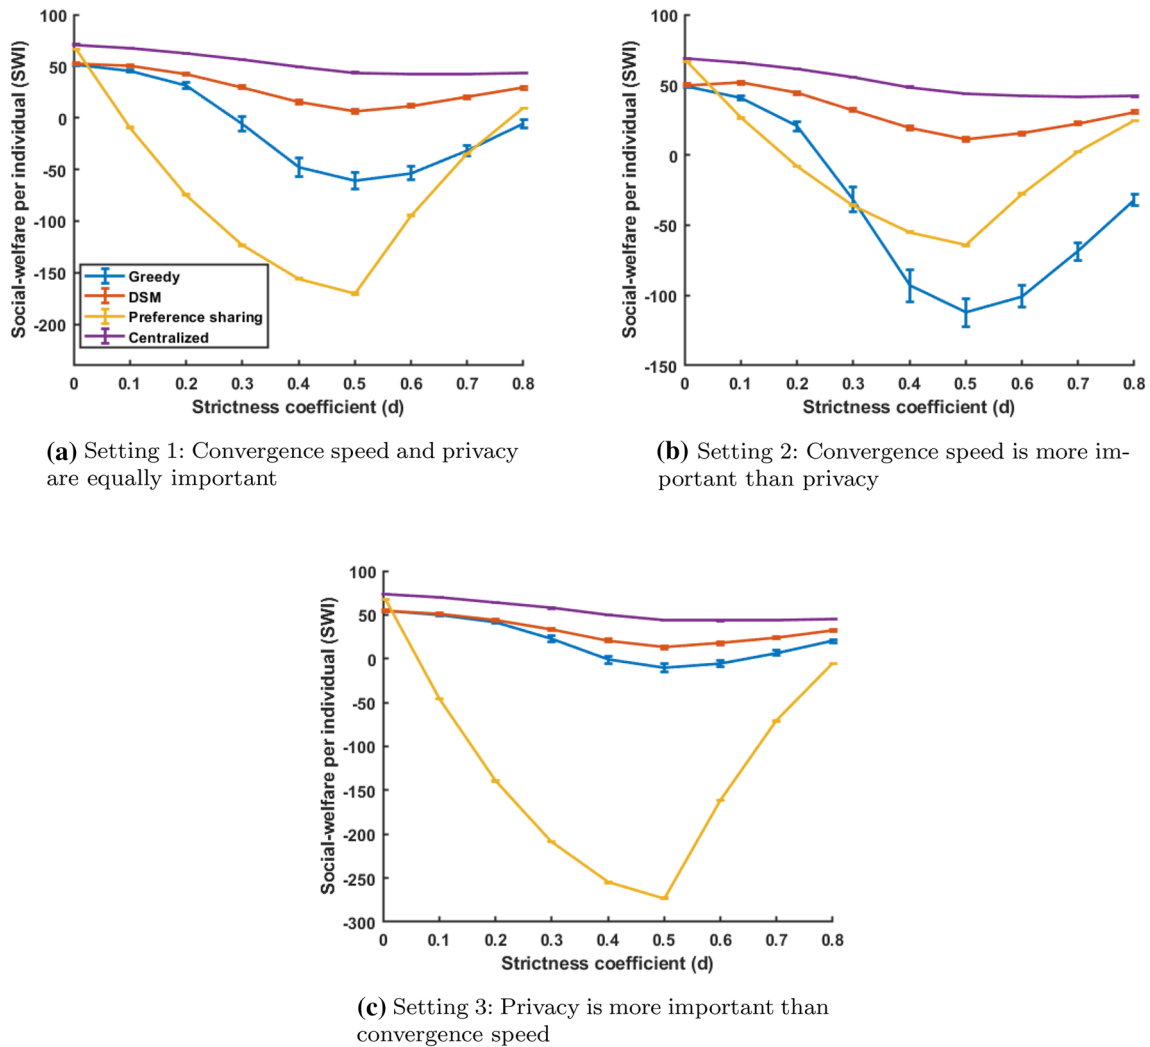 100
50
0
-50
-100
-150
-200
Social-welfare per individual (SWI)
Greedy
DSM
Preference sharing
Centralized
0 0.1 0.2 0.3 0.4 0.5 0.6 0.7 0.8
Strictness coefficient (d)
(a) Setting 1: Convergence speed and privacy
are equally important
100
50
0
-50
-100
-150
Social-welfare per individual (SWI)
0 0.1 0.2 0.3 0.4 0.5 0.6 0.7 0.8
Strictness coefficient (d)
(b) Setting 2: Convergence speed is more im-
portant than privacy
100
50
0
-50
-100
-150
-200
-250
-300
Social-welfare per individual (SWI)
0 0.1 0.2 0.3 0.4 0.5 0.6 0.7 0.8
Strictness coefficient (d)
(c) Setting 3: Privacy is more important than
convergence speed